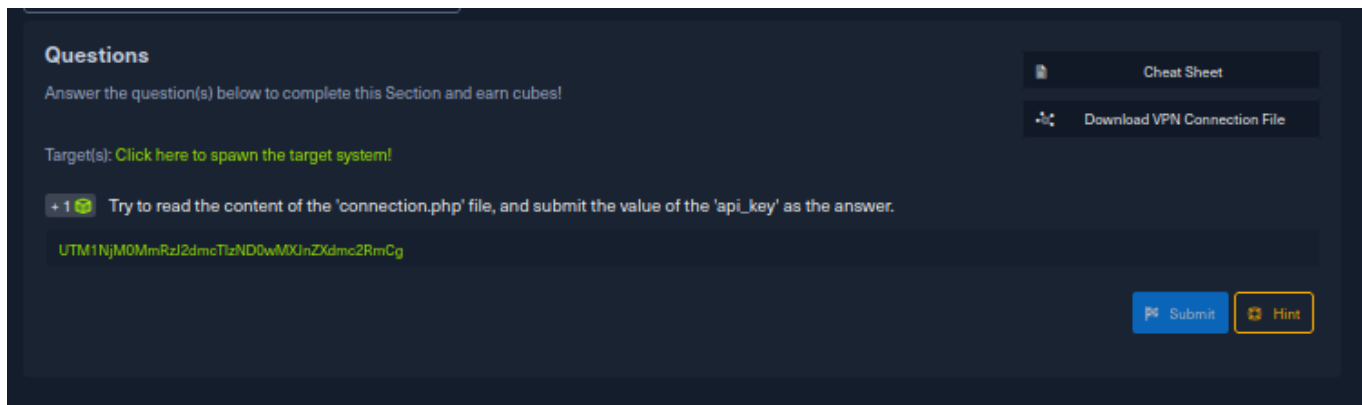 Questions
Cheat Sheet
Answer the question(s) below to complete this Section and earn cubes!
Download VPN Connection File
Target(s): Click here to spawn the target system!
+ 1 Try to read the content of the 'connection.php' file, and submit the value of the 'api_key' as the answer.
UTM1NjM0MmRzJ2dmcTIzND0wMXJnZXdmc2RmCg
Submit
Hint